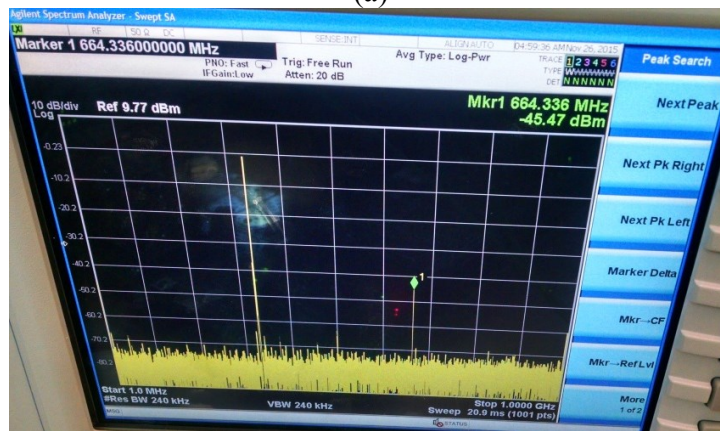 (a)
Agilent Spectrum Analyzer - Swept SA
LXI RF 50 Ω DC SENSE:INT ALIGNAUTO 04:59:36 AM Nov 26, 2015
Marker 1 664.336000000 MHz
PNO: Fast Trig: Free Run Avg Type: Log-Pwr TRACE 1 2 3 4 5 6
IFGain:Low Atten: 20 dB TYPE WWWWWW
DET N N N N N N
Peak Search
10 dB/div Ref 9.77 dBm Mkr1 664.336 MHz
Log -45.47 dBm
Next Peak
-0.23
Next Pk Right
-10.2
-20.2
Next Pk Left
-30.2
-40.2
1
Marker Delta
-50.2
-60.2
Mkr→CF
-70.2
-80.2
Mkr→RefLvl
Start 1.0 MHz Stop 1.0000 GHz
#Res BW 240 kHz VBW 240 kHz Sweep 20.9 ms (1001 pts)
More
1 of 2
MSG STATUS